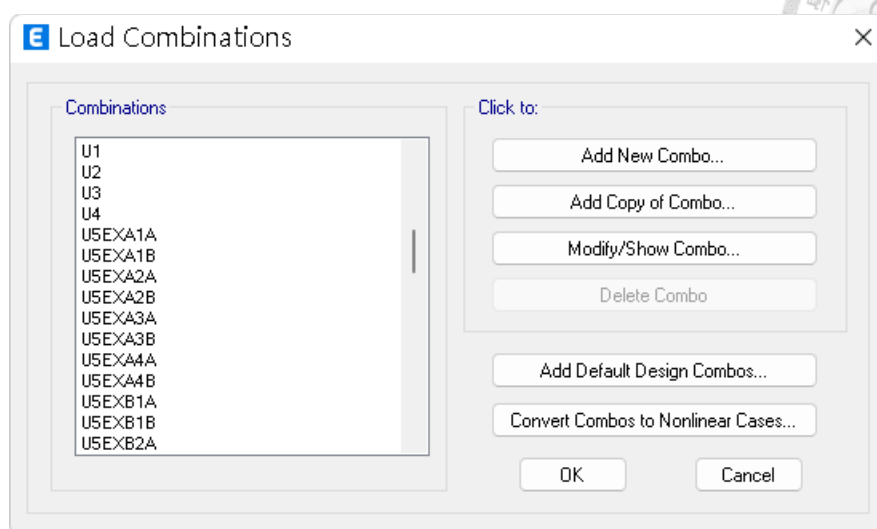 E Load Combinations
Combinations
U1
U2
U3
U4
U5EXA1A
U5EXA1B
U5EXA2A
U5EXA2B
U5EXA3A
U5EXA3B
U5EXA4A
U5EXA4B
U5EXB1A
U5EXB1B
U5EXB2A
Click to:
Add New Combo...
Add Copy of Combo...
Modify/Show Combo...
Delete Combo
Add Default Design Combos...
Convert Combos to Nonlinear Cases...
OK
Cancel